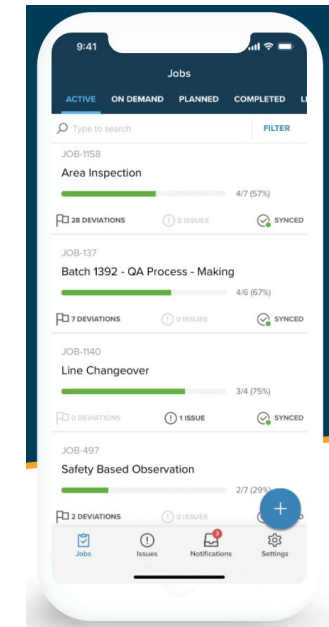 9:41
Jobs
ACTIVE ON DEMAND PLANNED COMPLETED
Type to search FILTER
JOB-1158
Area Inspection
4/7 (57%)
28 DEVIATIONS 0 ISSUES SYNCED
JOB-137
Batch 1392 - QA Process - Making
4/6 (67%)
7 DEVIATIONS 0 ISSUES SYNCED
JOB-1140
Line Changeover
3/4 (75%)
0 DEVIATIONS 1 ISSUE SYNCED
JOB-497
Safety Based Observation
2/7 (29%)
2 DEVIATIONS 0 ISSUES
3
Jobs Issues Notifications Settings